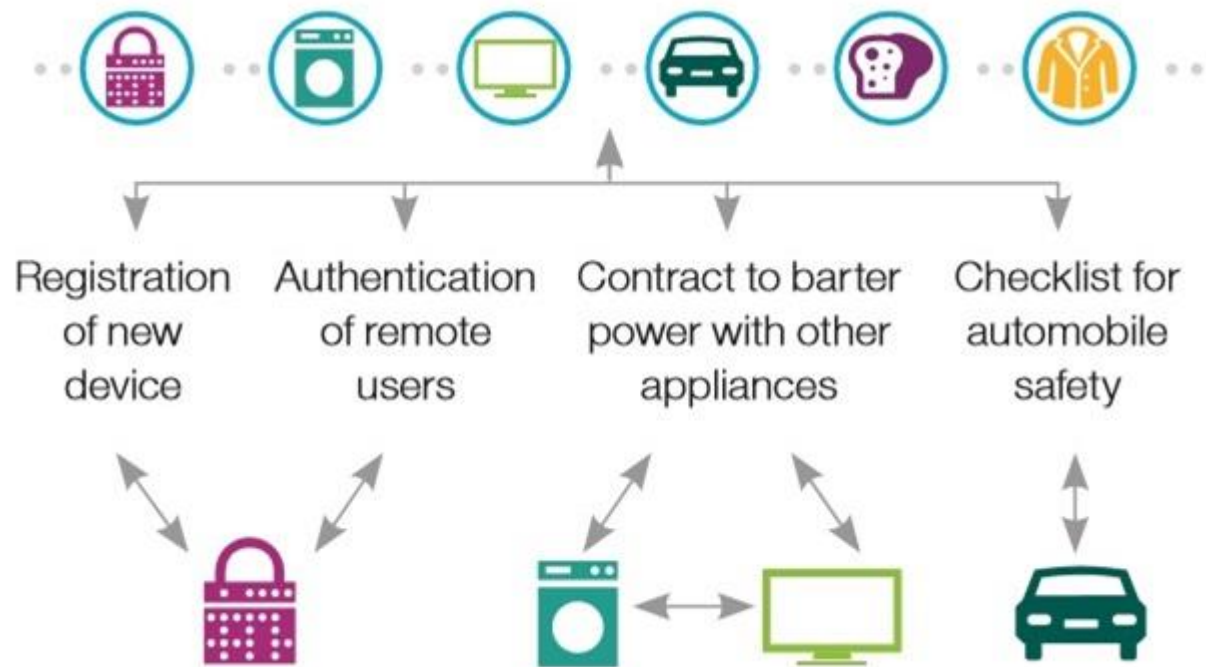 Registration
of new
device
Authentication
of remote
users
Contract to barter
power with other
appliances
Checklist for
automobile
safety